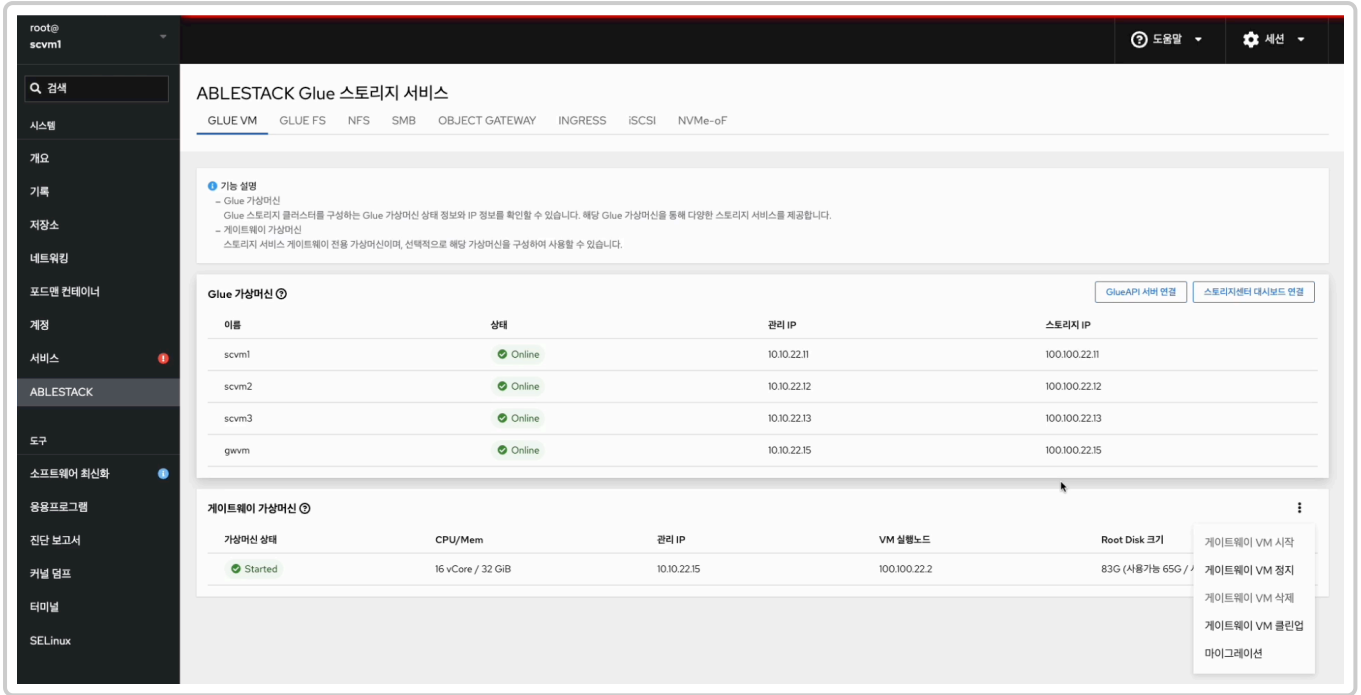 root@
scvm1
도움말
세션
검색
시스템
개요
기록
저장소
네트워킹
포드맨 컨테이너
계정
서비스
ABLESTACK
도구
소프트웨어 최신화
응용프로그램
진단 보고서
커널 덤프
터미널
SELinux
ABLESTACK Glue 스토리지 서비스
GLUE VM GLUE FS NFS SMB OBJECT GATEWAY INGRESS iSCSI NVMe-oF
기능 설명
– Glue 가상머신
Glue 스토리지 클러스터를 구성하는 Glue 가상머신 상태 정보와 IP 정보를 확인할 수 있습니다. 해당 Glue 가상머신을 통해 다양한 스토리지 서비스를 제공합니다.
– 게이트웨이 가상머신
스토리지 서비스 게이트웨이 전용 가상머신이며, 선택적으로 해당 가상머신을 구성하여 사용할 수 있습니다.
Glue 가상머신
GlueAPI 서버 연결 스토리지센터 대시보드 연결
이름 상태 관리 IP 스토리지 IP
scvm1 Online 10.10.22.11 100.100.22.11
scvm2 Online 10.10.22.12 100.100.22.12
scvm3 Online 10.10.22.13 100.100.22.13
gwvm Online 10.10.22.15 100.100.22.15
게이트웨이 가상머신
가상머신 상태 CPU/Mem 관리 IP VM 실행노드 Root Disk 크기
Started 16 vCore / 32 GiB 10.10.22.15 100.100.22.2 83G (사용가능 65G /
게이트웨이 VM 시작
게이트웨이 VM 정지
게이트웨이 VM 삭제
게이트웨이 VM 클린업
마이그레이션